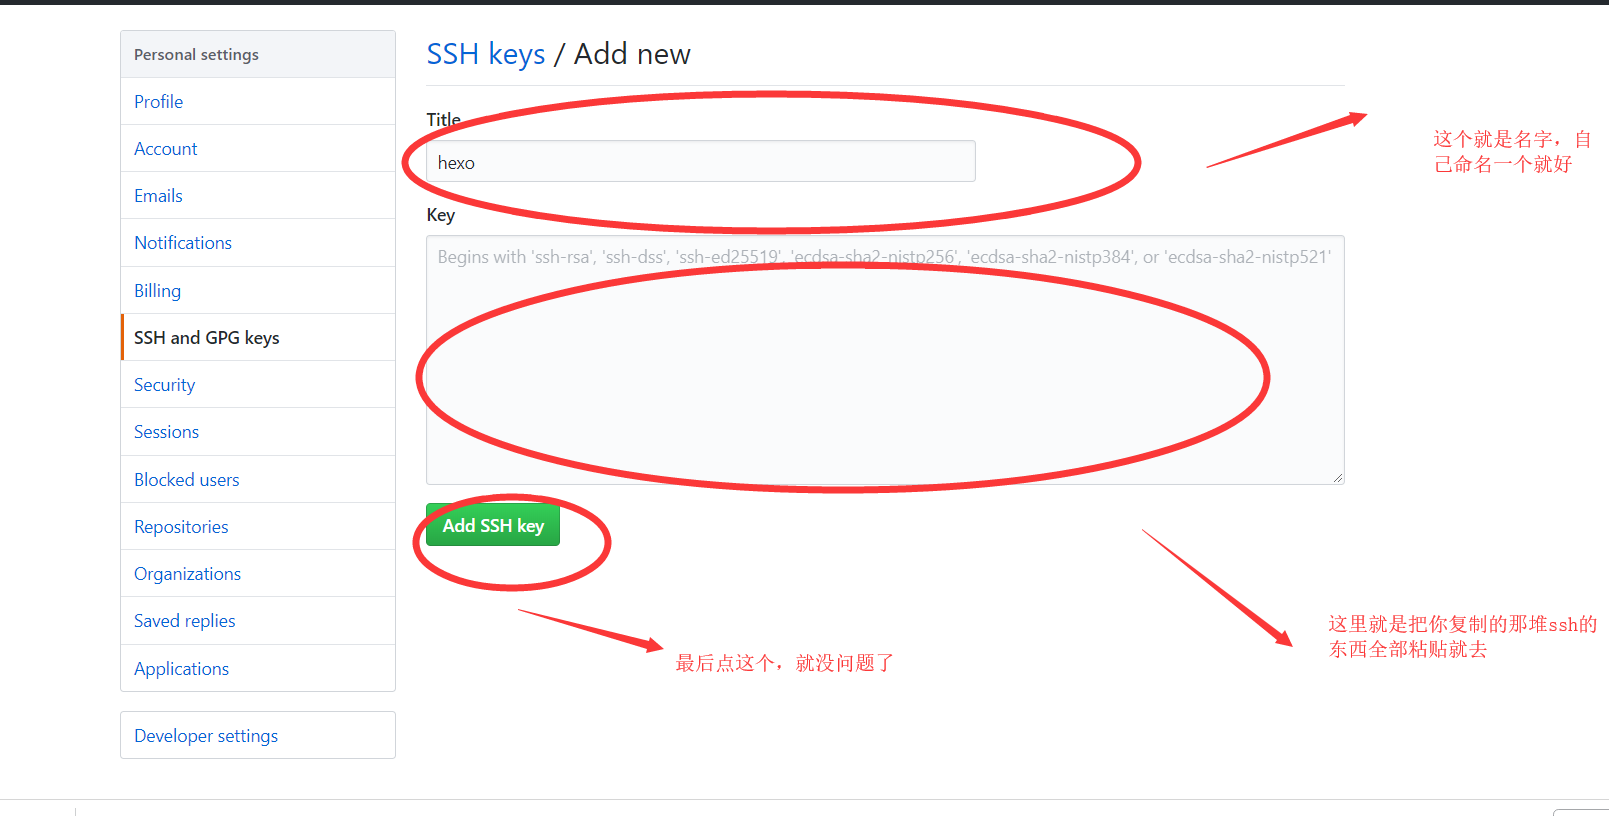 Personal settings
Profile
Account
Emails
Notifications
Billing
SSH and GPG keys
Security
Sessions
Blocked users
Repositories
Organizations
Saved replies
Applications
Developer settings
SSH keys / Add new
Title
hexo
Key
Begins with 'ssh-rsa', 'ssh-dss', 'ssh-ed25519', 'ecdsa-sha2-nistp256', 'ecdsa-sha2-nistp384', or 'ecdsa-sha2-nistp521'
Add SSH key
这个就是名字，自
己命名一个就好
这里就是把你复制的那堆ssh的
东西全部粘贴就去
最后点这个，就没问题了